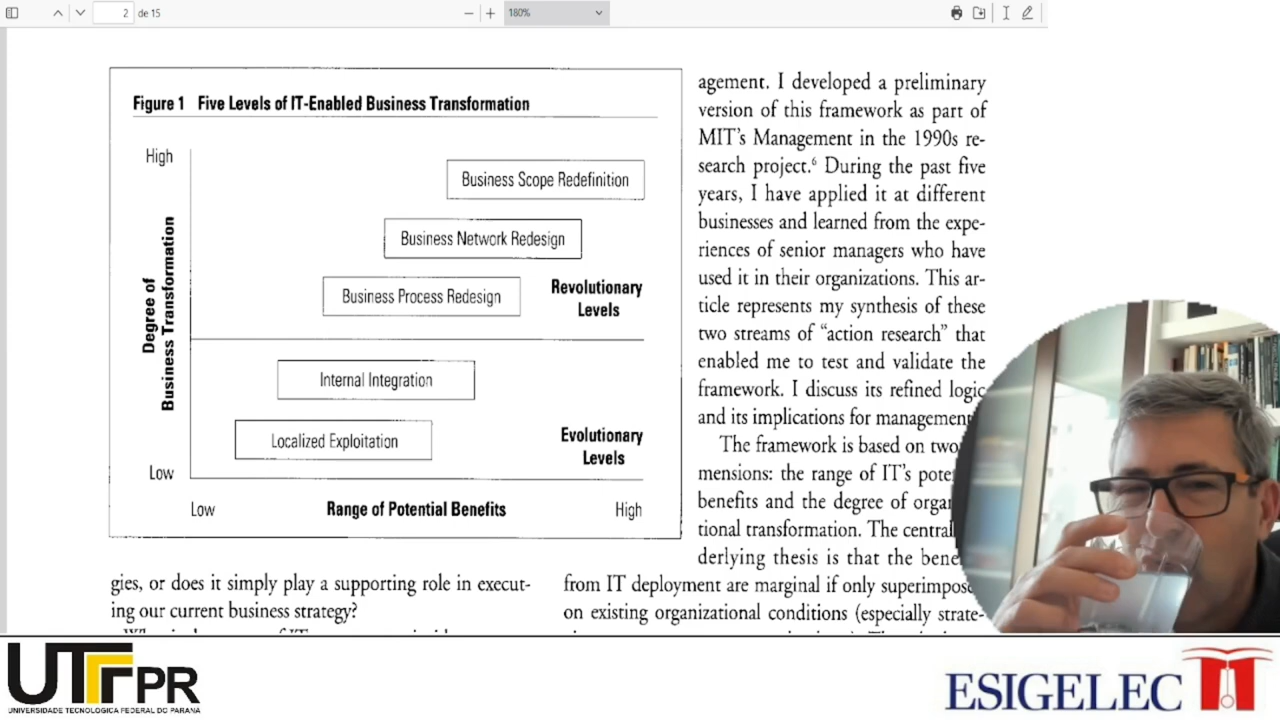 2 de 15
180%
Figure 1 Five Levels of IT-Enabled Business Transformation
High
Business Scope Redefinition
Business Network Redesign
Business Process Redesign
Revolutionary
Levels
Degree of
Business Transformation
Internal Integration
Localized Exploitation
Evolutionary
Levels
Low
Low
Range of Potential Benefits
High
agement. I developed a preliminary
version of this framework as part of
MIT's Management in the 1990s re-
search project.⁶ During the past five
years, I have applied it at different
businesses and learned from the expe-
riences of senior managers who have
used it in their organizations. This ar-
ticle represents my synthesis of these
two streams of "action research" that
enabled me to test and validate the
framework. I discuss its refined logic
and its implications for management
The framework is based on two
mensions: the range of IT's
benefits and the degree of
tional transformation. The central
derlying thesis is that the
gies, or does it simply play a supporting role in execut-
ing our current business strategy?
from IT deployment are marginal if only
on existing organizational conditions (especially strate-
UTFPR
UNIVERSIDADE TECNOLÓGICA FEDERAL DO PARANÁ
ESIGELEC